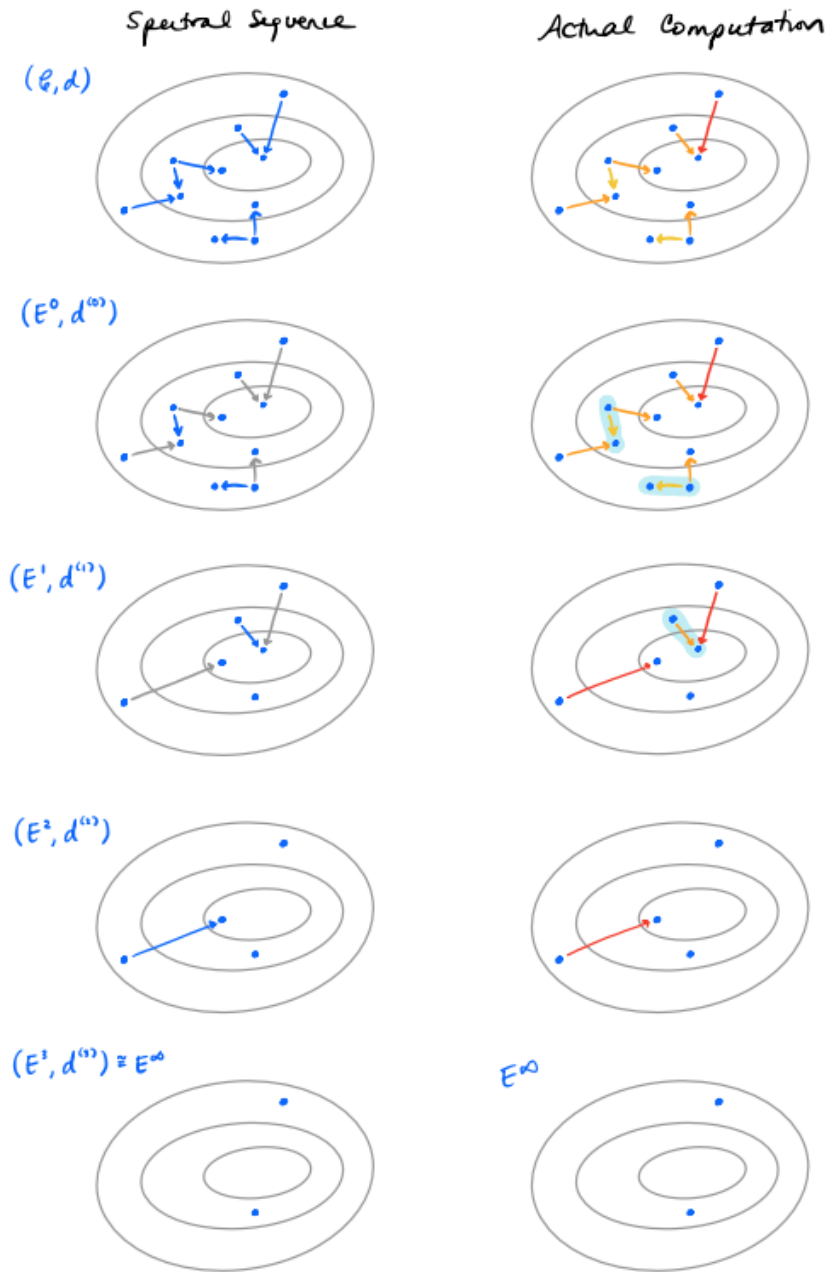 Spectral Sequence
Actual Computation
(𝒞, d)
(E⁰, d⁽⁰⁾)
(E¹, d⁽¹⁾)
(E², d⁽²⁾)
(E³, d⁽³⁾) ≅ E^∞
E^∞